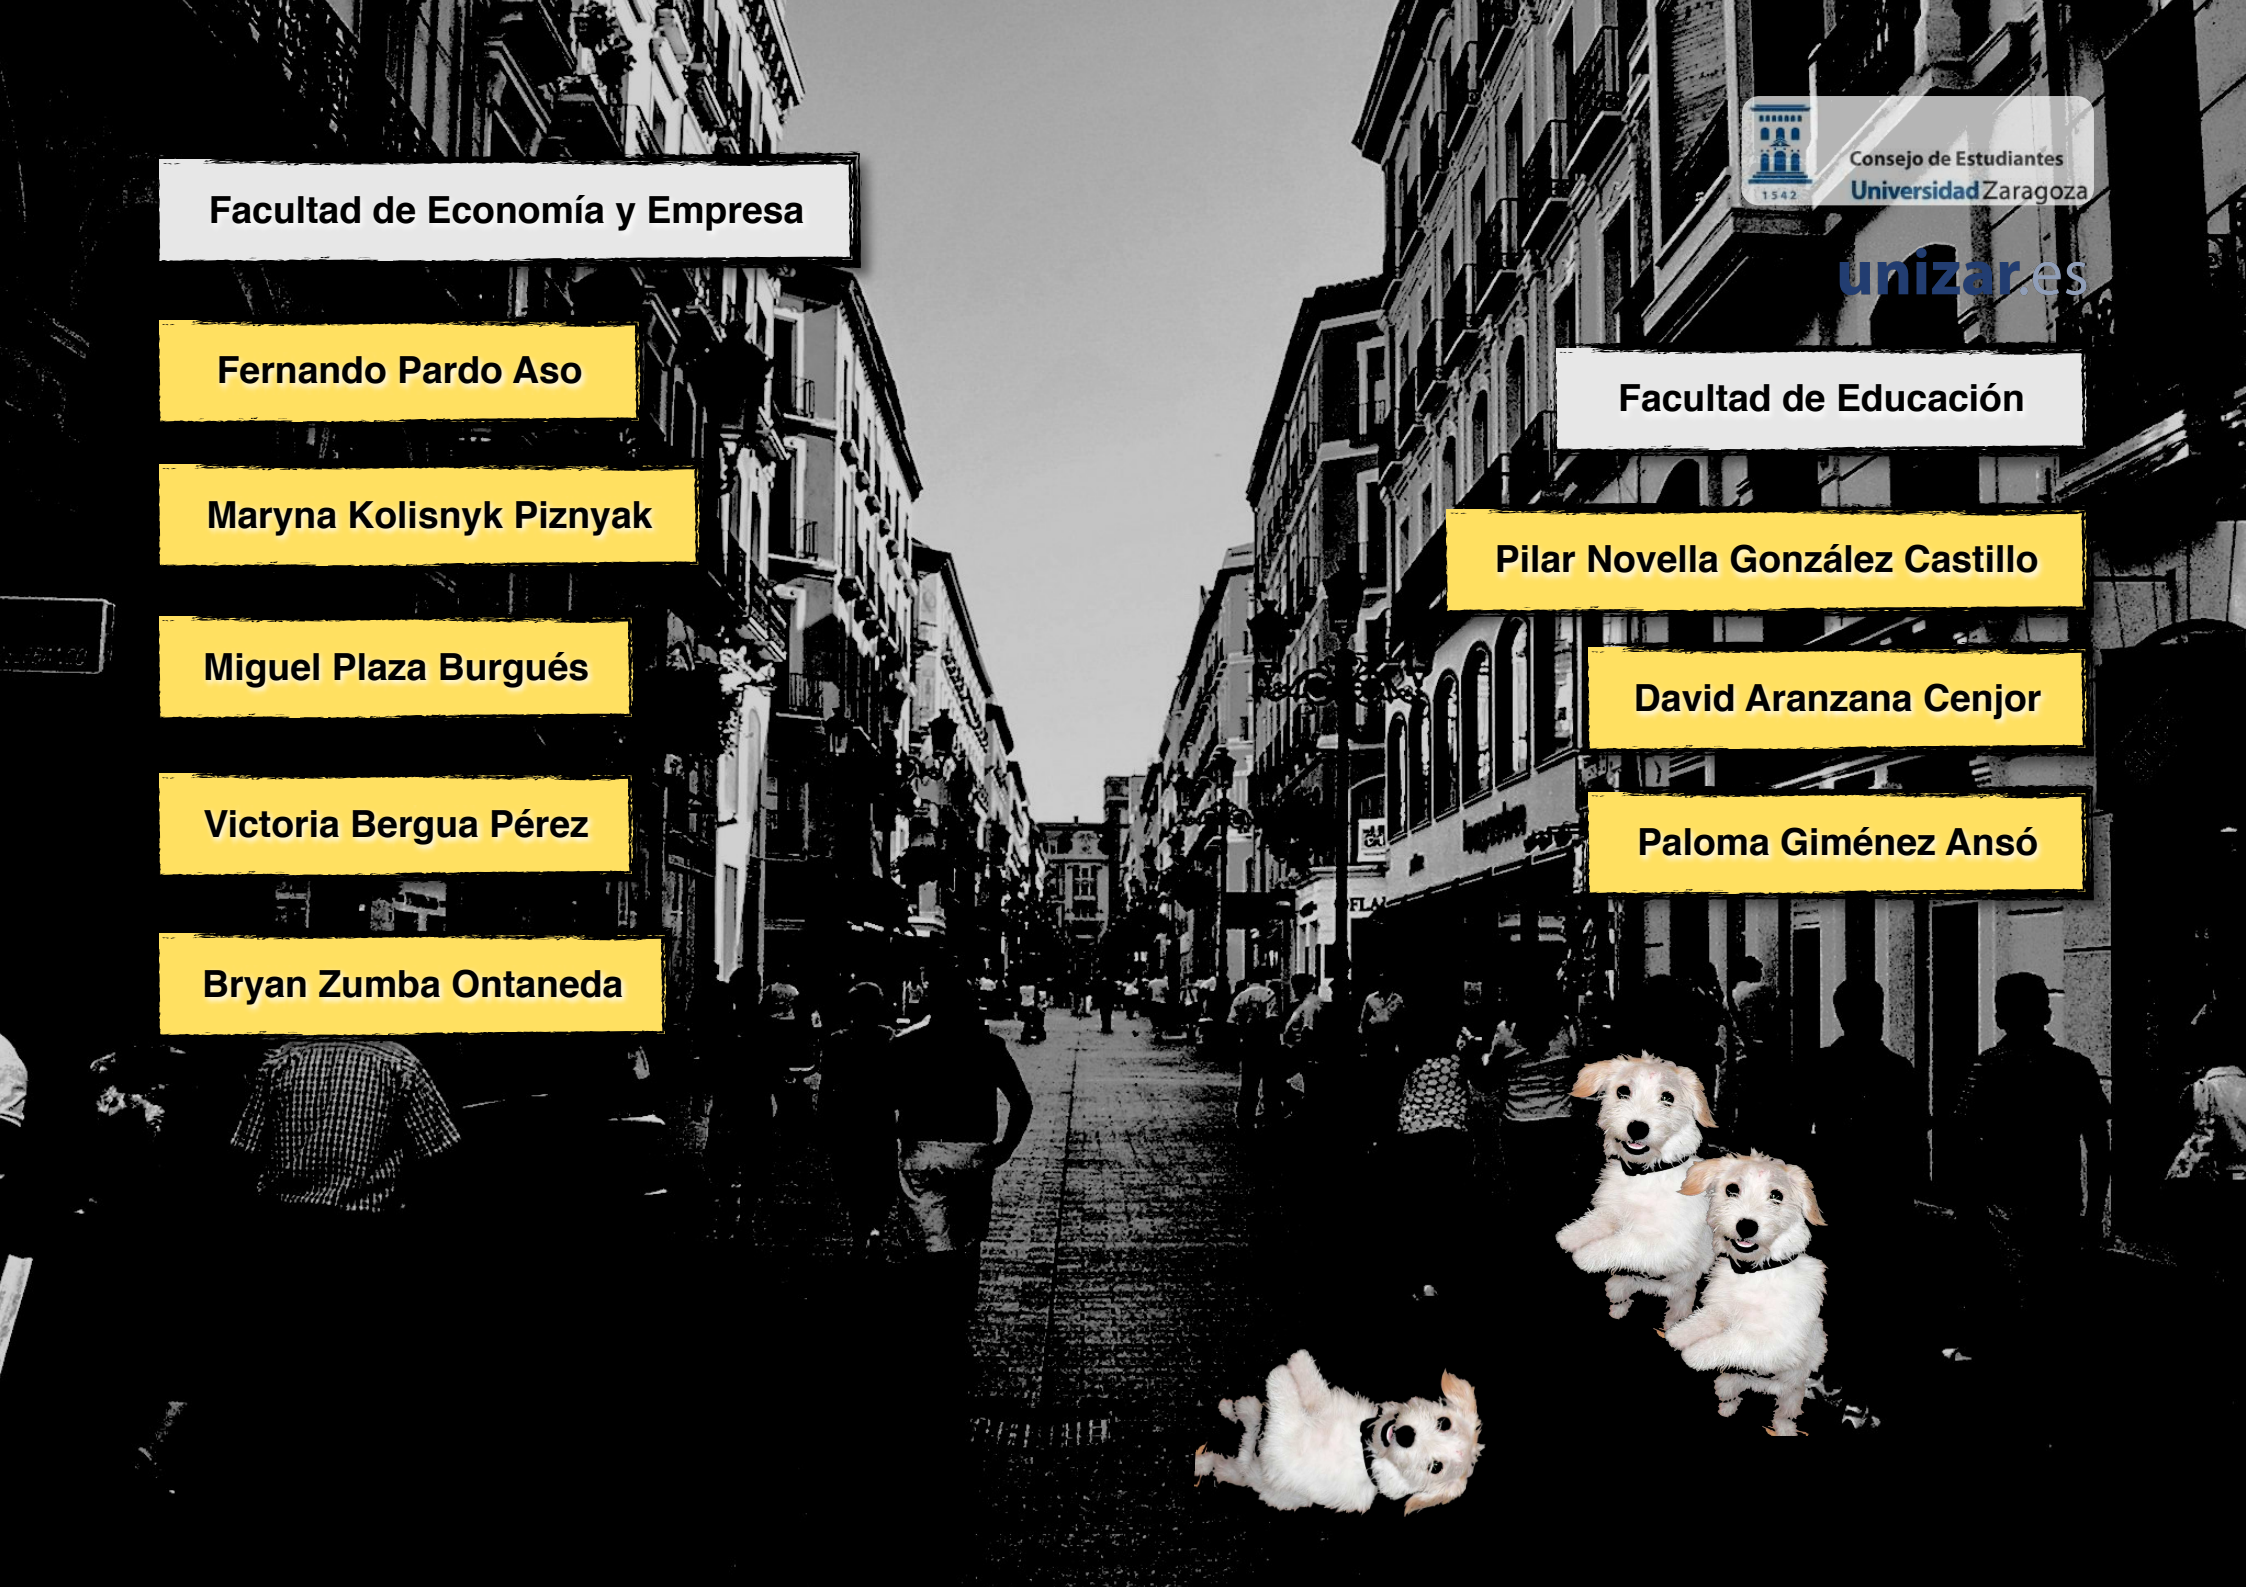 Facultad de Economía y Empresa
Fernando Pardo Aso
Maryna Kolisnyk Piznyak
Miguel Plaza Burgués
Victoria Bergua Pérez
Bryan Zumba Ontaneda
1542
Consejo de Estudiantes
Universidad Zaragoza
unizar.es
Facultad de Educación
Pilar Novella González Castillo
David Aranzana Cenjor
Paloma Giménez Ansó